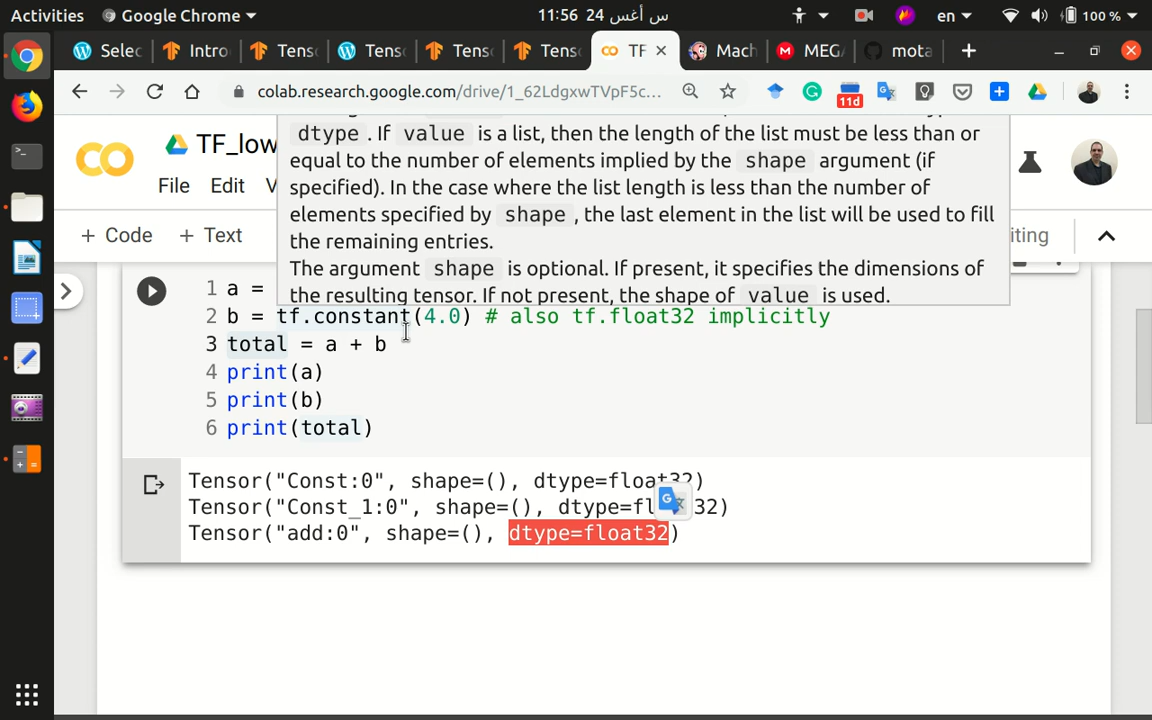 Activities Google Chrome 11:56 24 س أغس en 100 %
Selec Intro Tens Tens Tens Tens TF Mach MEGA mota
colab.research.google.com/drive/1_62LdgxwTVpF5c... 11d
TF_low
File Edit V
+ Code + Text iting
dtype . If value is a list, then the length of the list must be less than or
equal to the number of elements implied by the shape argument (if
specified). In the case where the list length is less than the number of
elements specified by shape , the last element in the list will be used to fill
the remaining entries.
The argument shape is optional. If present, it specifies the dimensions of
the resulting tensor. If not present, the shape of value is used.
1 a =
2 b = tf.constant(4.0) # also tf.float32 implicitly
3 total = a + b
4 print(a)
5 print(b)
6 print(total)
Tensor("Const:0", shape=(), dtype=float32)
Tensor("Const_1:0", shape=(), dtype=fl 32)
Tensor("add:0", shape=(), dtype=float32)